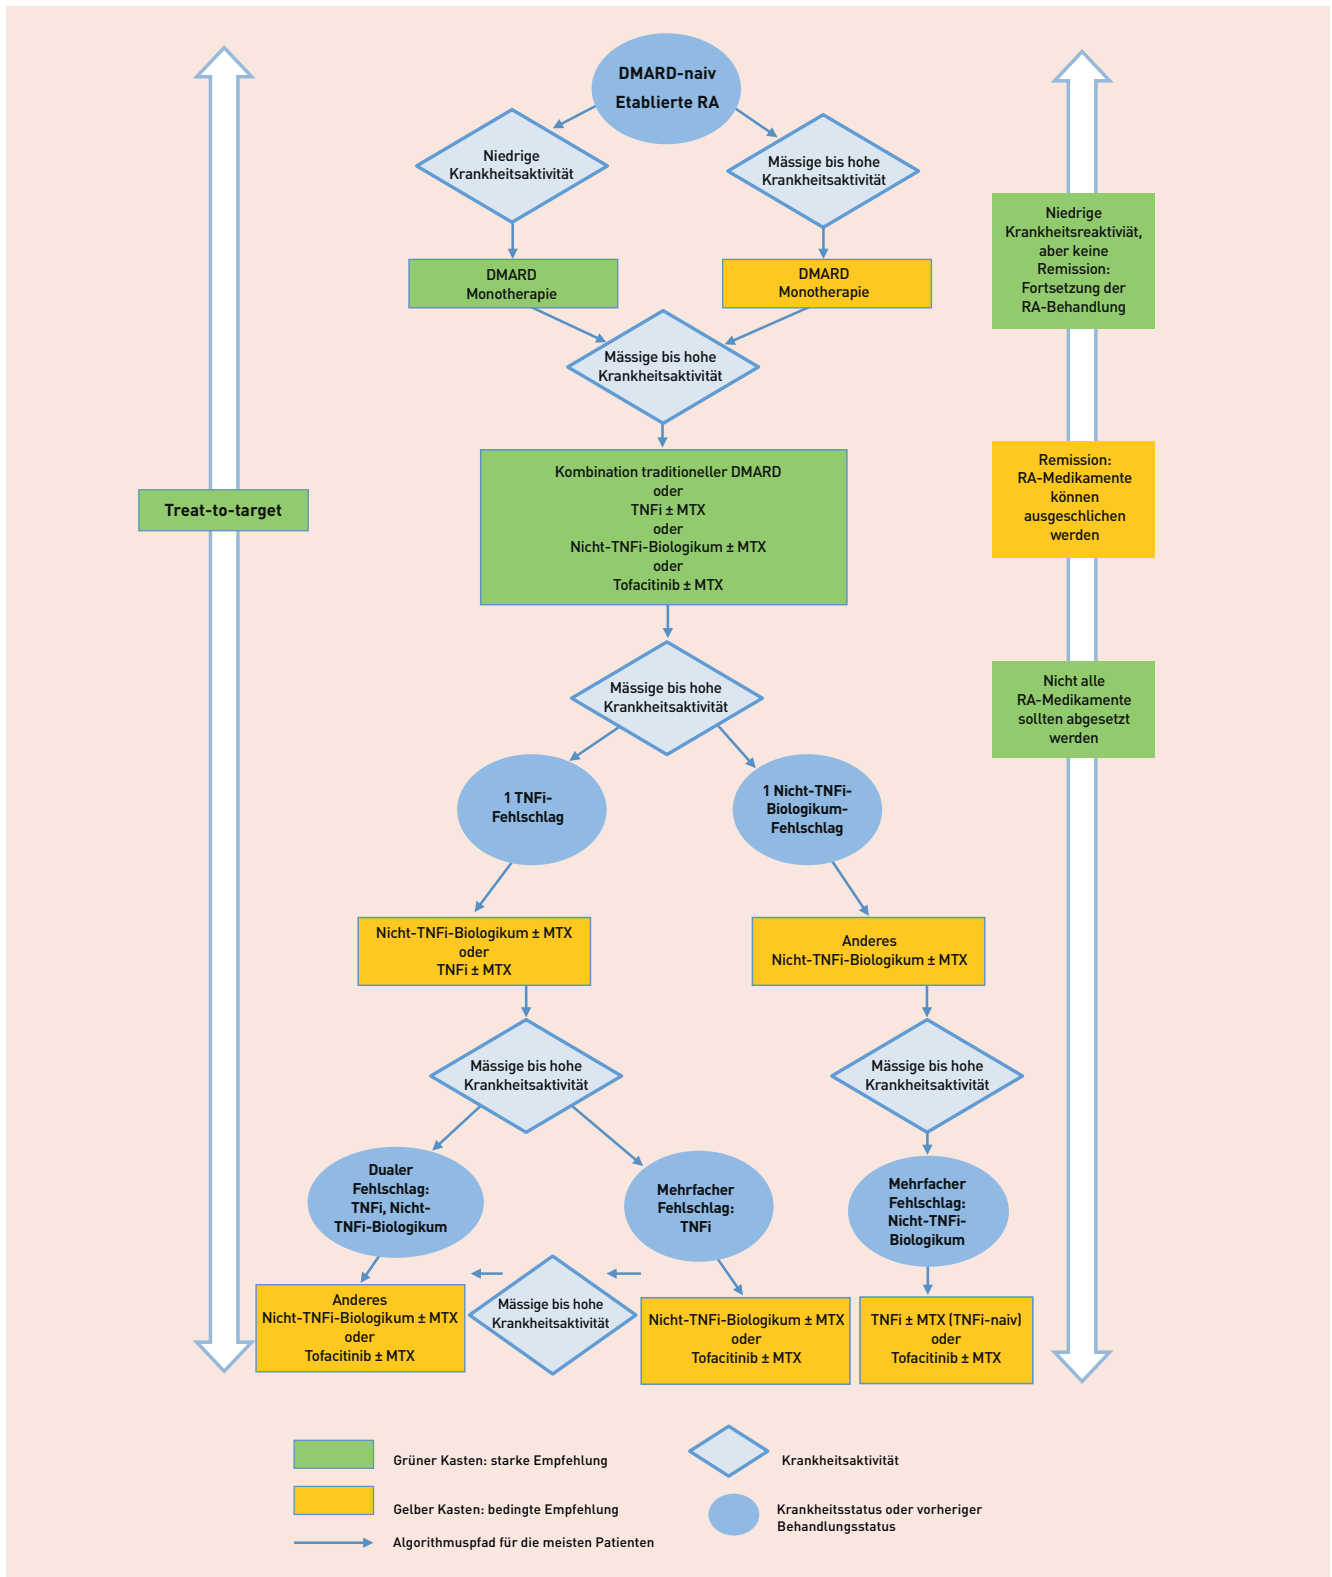 DMARD-naiv
Etablierte RA
Niedrige
Krankheitsaktivität
Mässige bis hohe
Krankheitsaktivität
DMARD
Monotherapie
DMARD
Monotherapie
Mässige bis hohe
Krankheitsaktivität
Kombination traditioneller DMARD
oder
TNFi ± MTX
oder
Nicht-TNFi-Biologikum ± MTX
oder
Tofacitinib ± MTX
Treat-to-target
Niedrige
Krankheitsreaktiviät,
aber keine
Remission:
Fortsetzung der
RA-Behandlung
Remission:
RA-Medikamente
können
ausgeschlichen
werden
Nicht alle
RA-Medikamente
sollten abgesetzt
werden
Mässige bis hohe
Krankheitsaktivität
1 TNFi-
Fehlschlag
1 Nicht-TNFi-
Biologikum-
Fehlschlag
Nicht-TNFi-Biologikum ± MTX
oder
TNFi ± MTX
Anderes
Nicht-TNFi-Biologikum ± MTX
Mässige bis hohe
Krankheitsaktivität
Mässige bis hohe
Krankheitsaktivität
Dualer
Fehlschlag:
TNFi, Nicht-
TNFi-Biologikum
Mehrfacher
Fehlschlag:
TNFi
Mehrfacher
Fehlschlag:
Nicht-TNFi-
Biologikum
Anderes
Nicht-TNFi-Biologikum ± MTX
oder
Tofacitinib ± MTX
Mässige bis hohe
Krankheitsaktivität
Nicht-TNFi-Biologikum ± MTX
oder
Tofacitinib ± MTX
TNFi ± MTX (TNFi-naiv)
oder
Tofacitinib ± MTX
Grüner Kasten: starke Empfehlung
Gelber Kasten: bedingte Empfehlung
Algorithmuspfad für die meisten Patienten
Krankheitsaktivität
Krankheitsstatus oder vorheriger
Behandlungsstatus